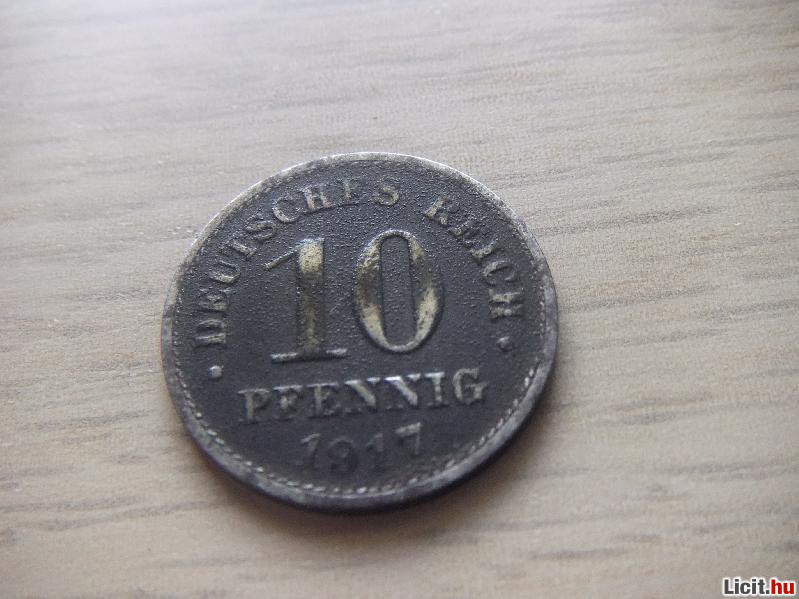 DEUTSCHES REICH
10
PFENNIG
1917
Licit.hu